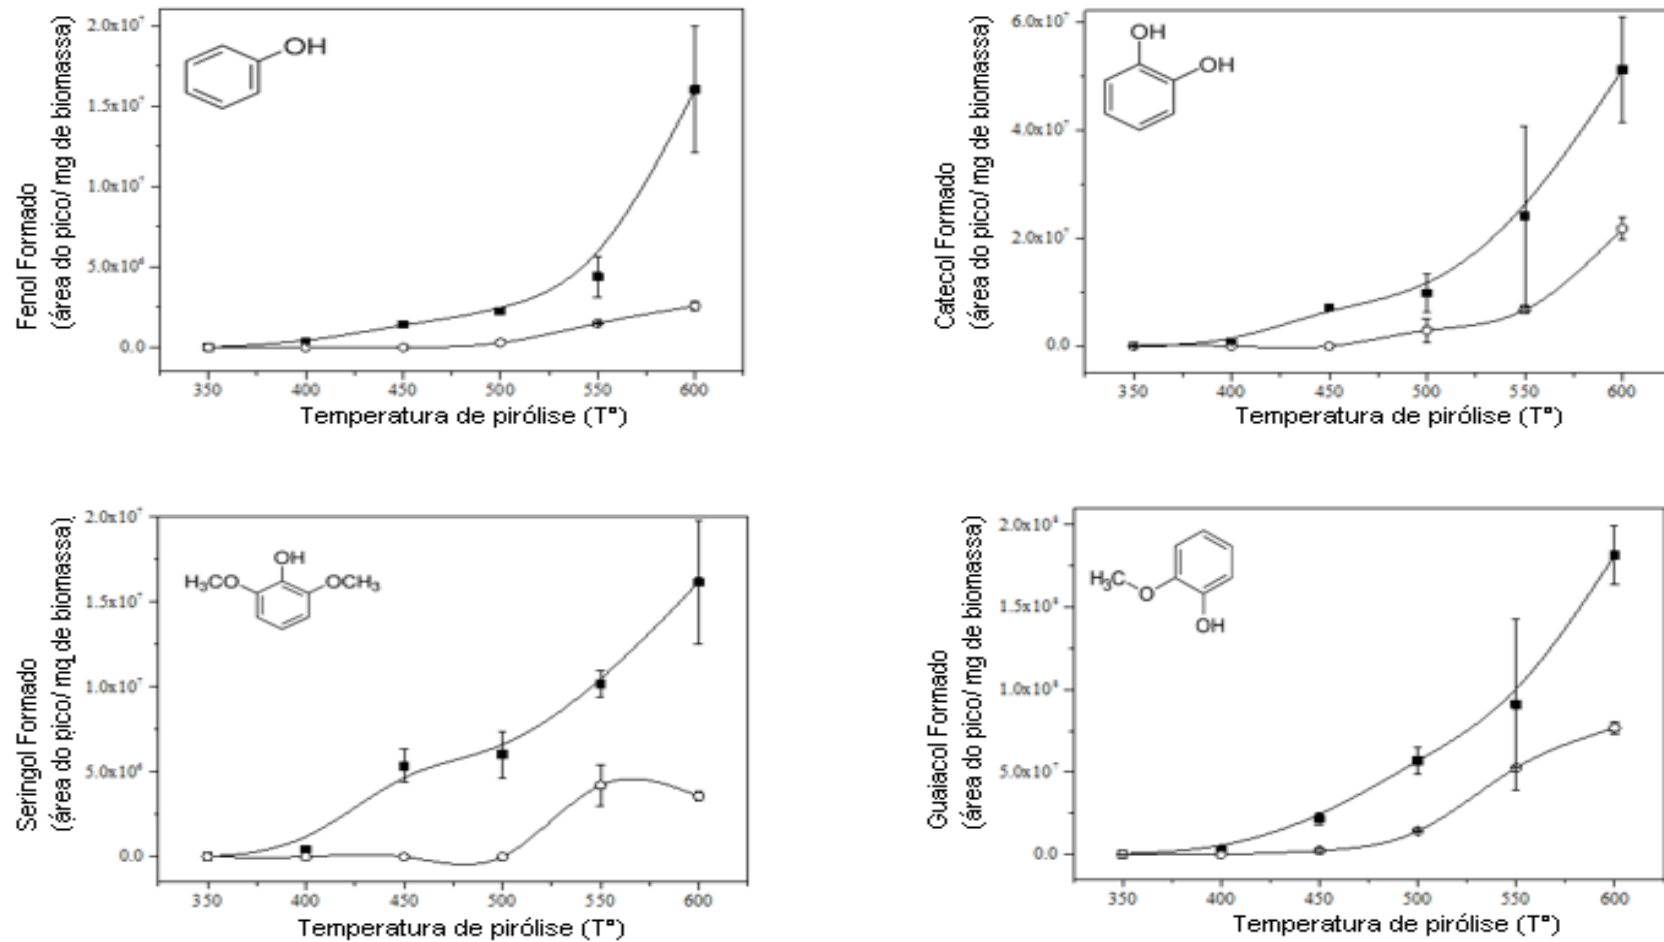 Fenol Formado
(área do pico/ mg de biomassa)
2.0x10⁷
1.5x10⁷
1.0x10⁷
5.0x10⁶
0.0
OH
350 400 450 500 550 600
Temperatura de pirólise (T°)
Catecol Formado
(área do pico/ mg de biomassa)
6.0x10⁷
4.0x10⁷
2.0x10⁷
0.0
OH
OH
350 400 450 500 550 600
Temperatura de pirólise (T°)
Seringol Formado
(área do pico/ mg de biomassa)
2.0x10⁷
1.5x10⁷
1.0x10⁷
5.0x10⁶
0.0
OH
H₃CO OCH₃
350 400 450 500 550 600
Temperatura de pirólise (T°)
Guaiacol Formado
(área do pico/ mg de biomassa)
2.0x10⁸
1.5x10⁸
1.0x10⁸
5.0x10⁷
0.0
H₃C
O
OH
350 400 450 500 550 600
Temperatura de pirólise (T°)